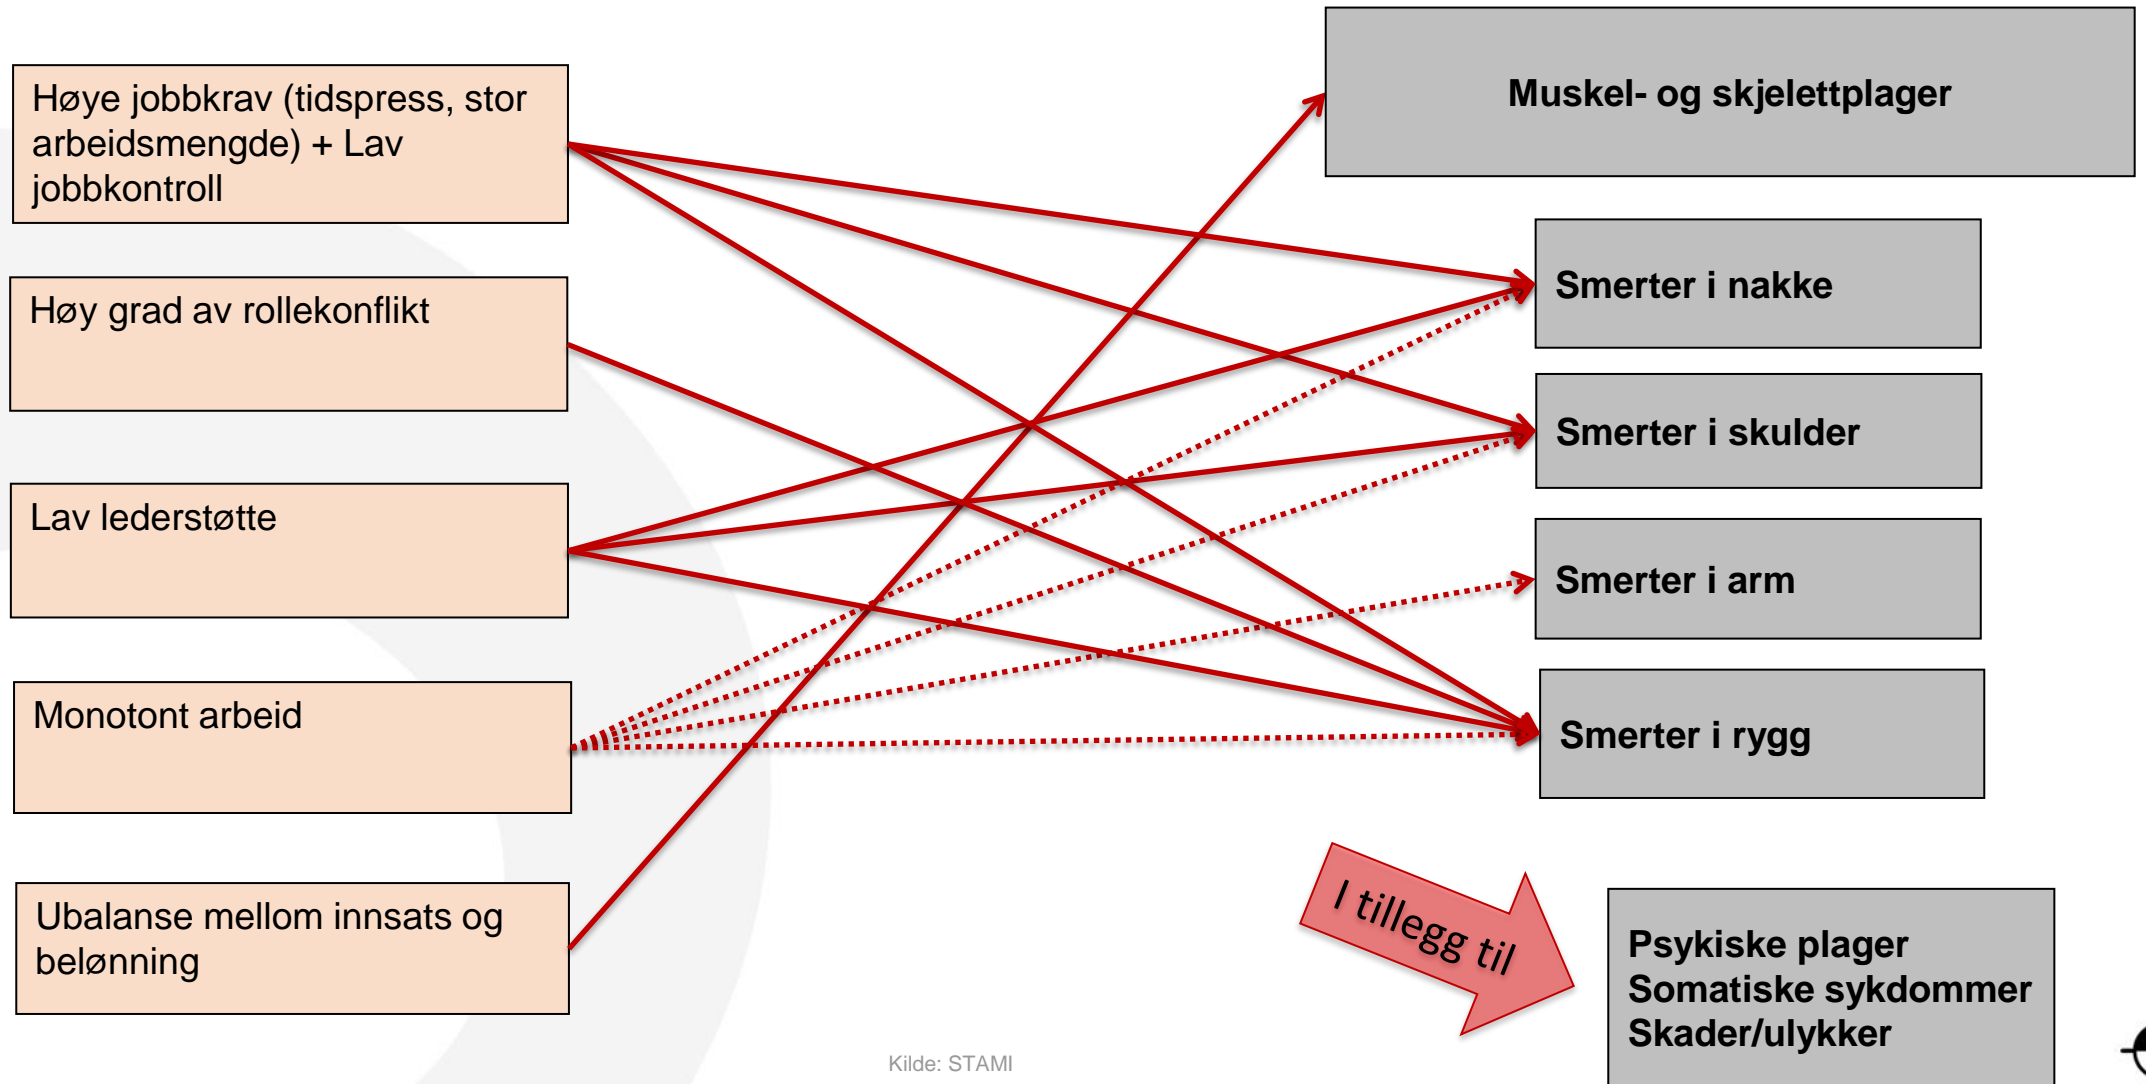 Høye jobbkrav (tidspress, stor
arbeidsmengde) + Lav
jobbkontroll
Høy grad av rollekonflikt
Lav lederstøtte
Monotont arbeid
Ubalanse mellom innsats og
belønning
Muskel- og skjelettplager
Smerter i nakke
Smerter i skulder
Smerter i arm
Smerter i rygg
I tillegg til
Psykiske plager
Somatiske sykdommer
Skader/ulykker
Kilde: STAMI